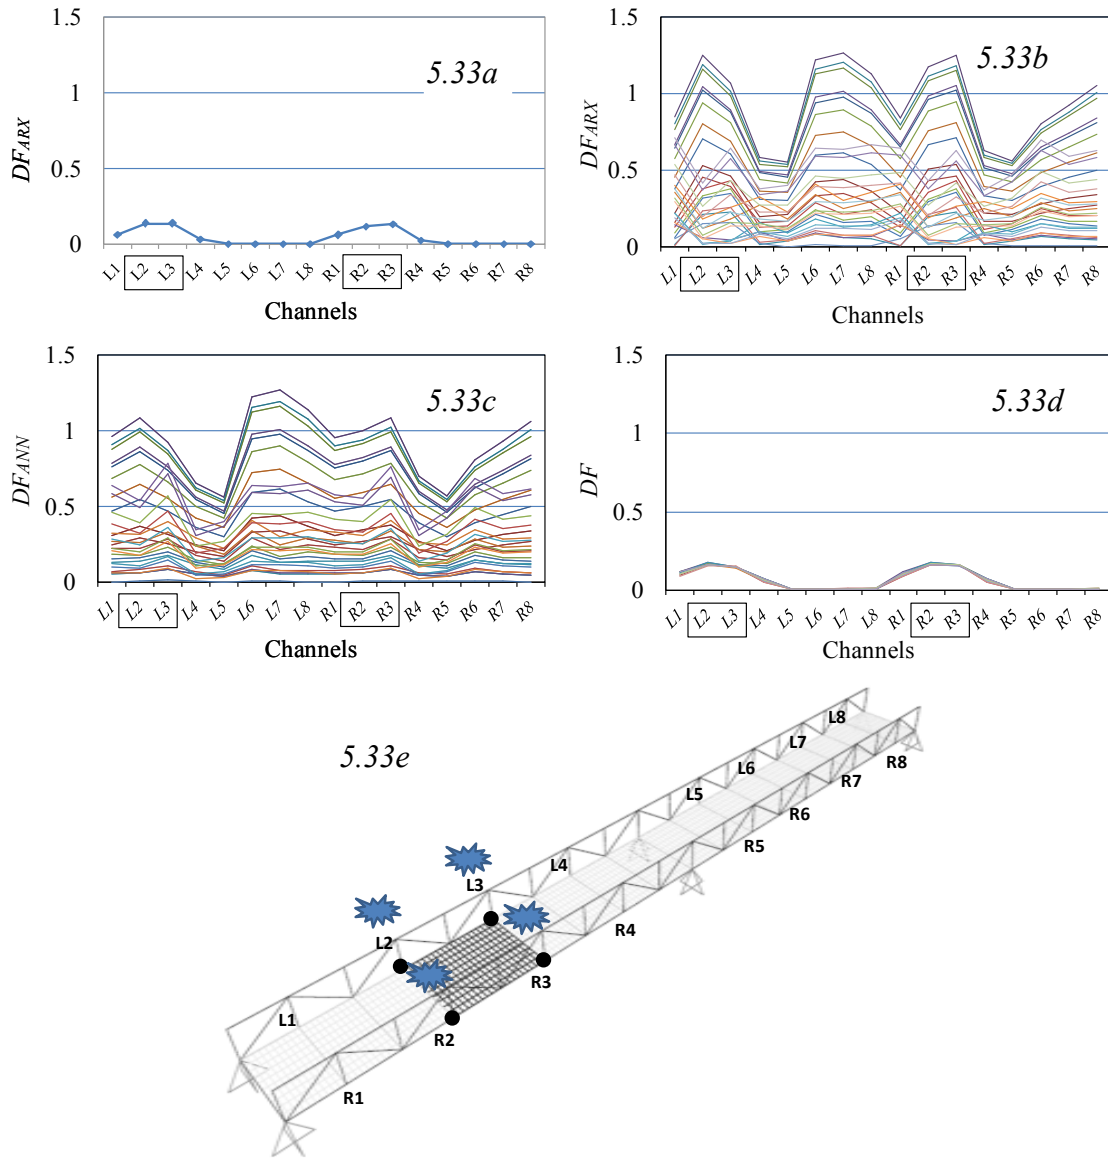 1.5
1
0.5
0
DFARX
5.33a
L1 L2 L3 L4 L5 L6 L7 L8 R1 R2 R3 R4 R5 R6 R7 R8
Channels
1.5
1
0.5
0
DFARX
5.33b
L1 L2 L3 L4 L5 L6 L7 L8 R1 R2 R3 R4 R5 R6 R7 R8
Channels
1.5
1
0.5
0
DFANN
5.33c
L1 L2 L3 L4 L5 L6 L7 L8 R1 R2 R3 R4 R5 R6 R7 R8
Channels
1.5
1
0.5
0
DF
5.33d
L1 L2 L3 L4 L5 L6 L7 L8 R1 R2 R3 R4 R5 R6 R7 R8
Channels
5.33e
L8
L7
R8
L6
R7
L5
R6
R5
L4
L3
R4
L2
R3
L1
R2
R1